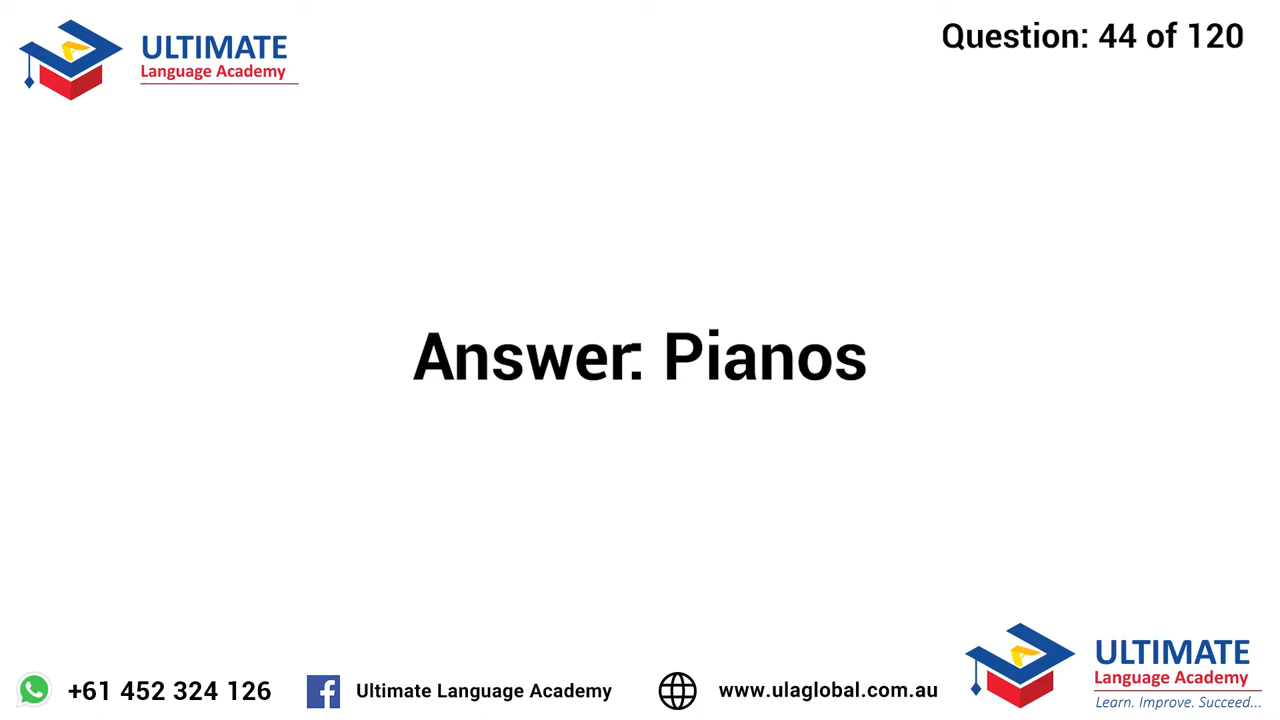 ULTIMATE
Language Academy
Question: 44 of 120
Answer: Pianos
+61 452 324 126
Ultimate Language Academy
www.ulaglobal.com.au
ULTIMATE
Language Academy
Learn. Improve. Succeed...